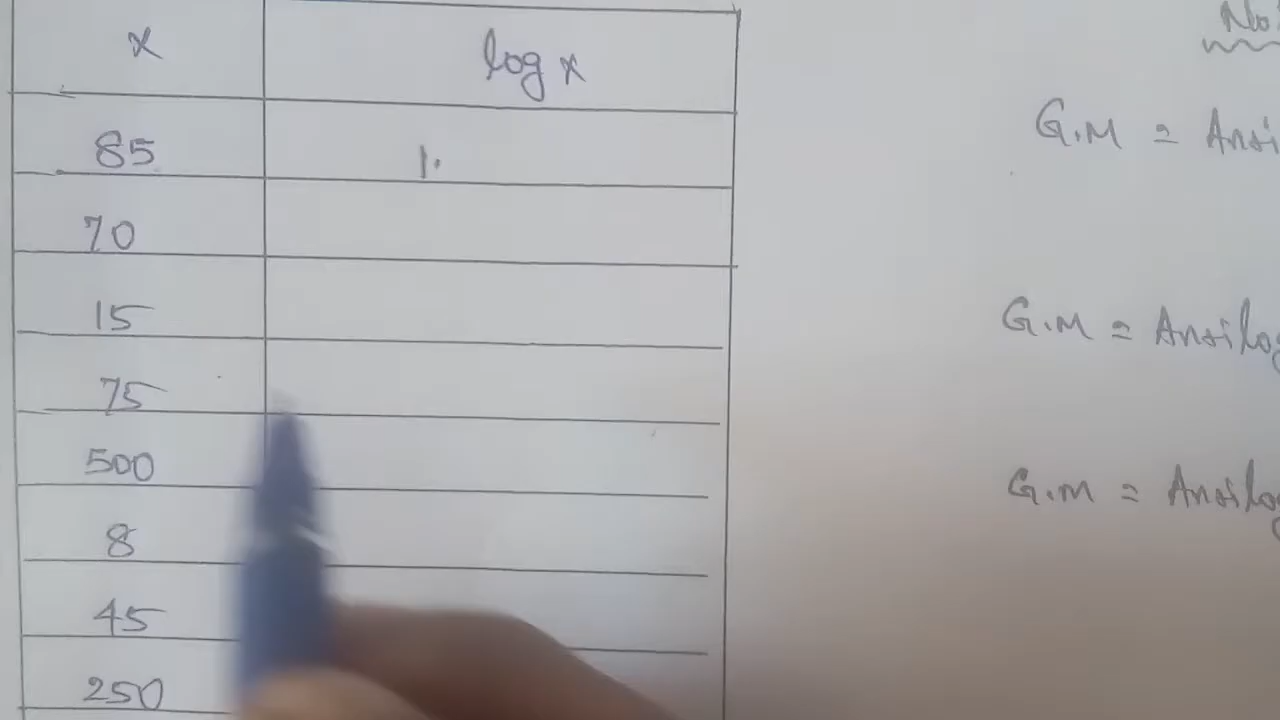 x log x
85 1.
70
15
75
500
8
45
250
G.M =
G.M =
G.M =